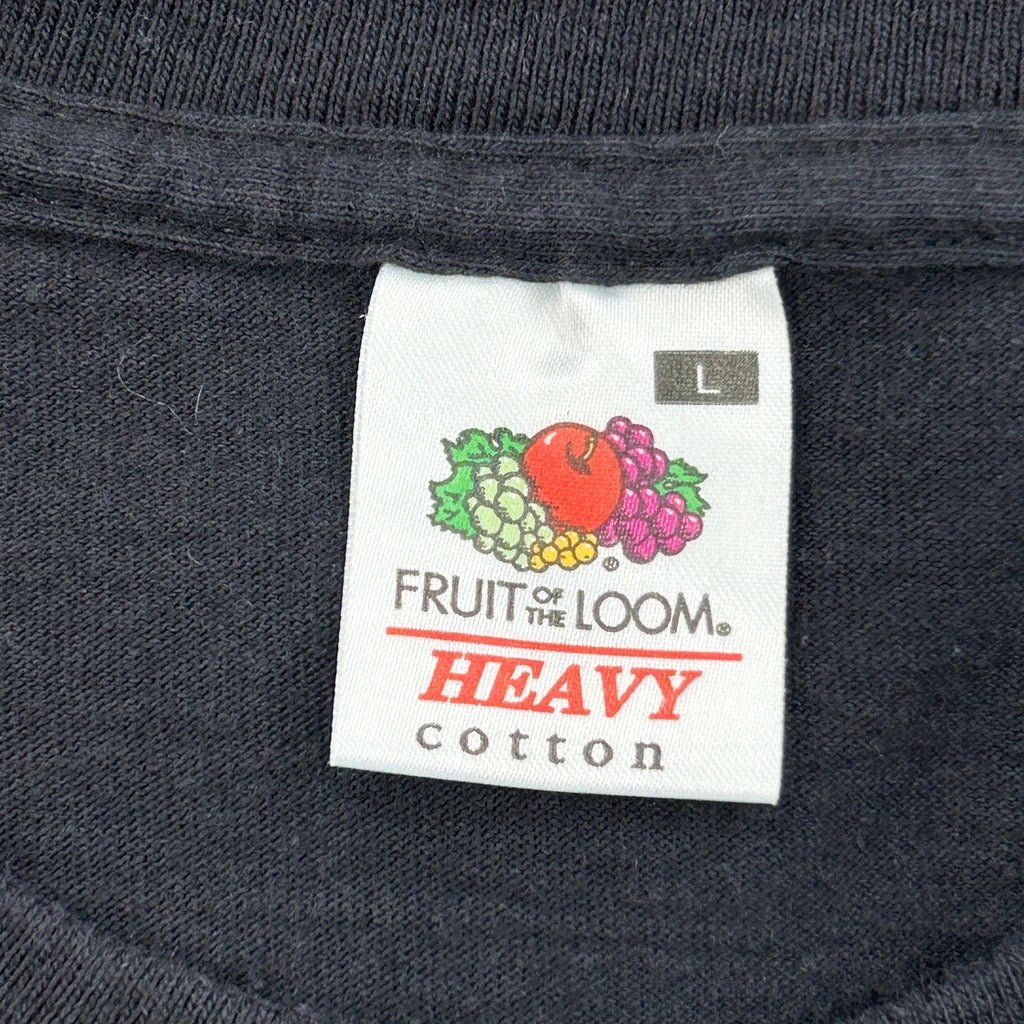 L
®
FRUIT OF THE LOOM®
HEAVY
cotton